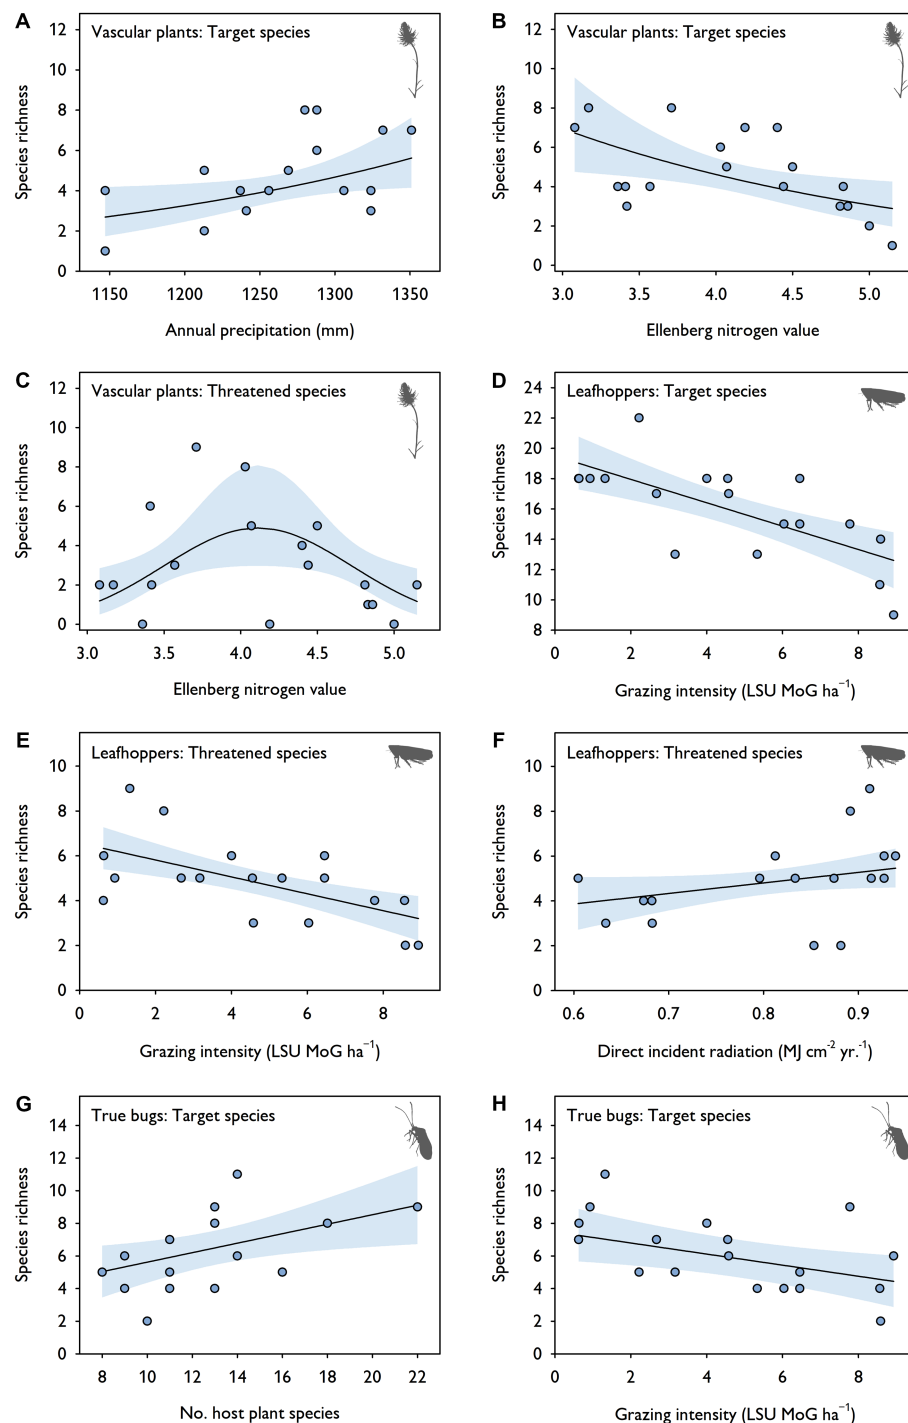 A
Vascular plants: Target species
12
10
8
6
4
2
0
Species richness
1150 1200 1250 1300 1350
Annual precipitation (mm)
B
Vascular plants: Target species
12
10
8
6
4
2
0
Species richness
3.0 3.5 4.0 4.5 5.0
Ellenberg nitrogen value
C
Vascular plants: Threatened species
12
10
8
6
4
2
0
Species richness
3.0 3.5 4.0 4.5 5.0
Ellenberg nitrogen value
D
Leafhoppers: Target species
24
22
20
18
16
14
12
10
8
Species richness
0 2 4 6 8
Grazing intensity (LSU MoG ha⁻¹)
E
Leafhoppers: Threatened species
10
8
6
4
2
0
Species richness
0 2 4 6 8
Grazing intensity (LSU MoG ha⁻¹)
F
Leafhoppers: Threatened species
10
8
6
4
2
0
Species richness
0.6 0.7 0.8 0.9
Direct incident radiation (MJ cm⁻² yr.⁻¹)
G
True bugs: Target species
14
12
10
8
6
4
2
0
Species richness
8 10 12 14 16 18 20 22
No. host plant species
H
True bugs: Target species
14
12
10
8
6
4
2
0
Species richness
0 2 4 6 8
Grazing intensity (LSU MoG ha⁻¹)